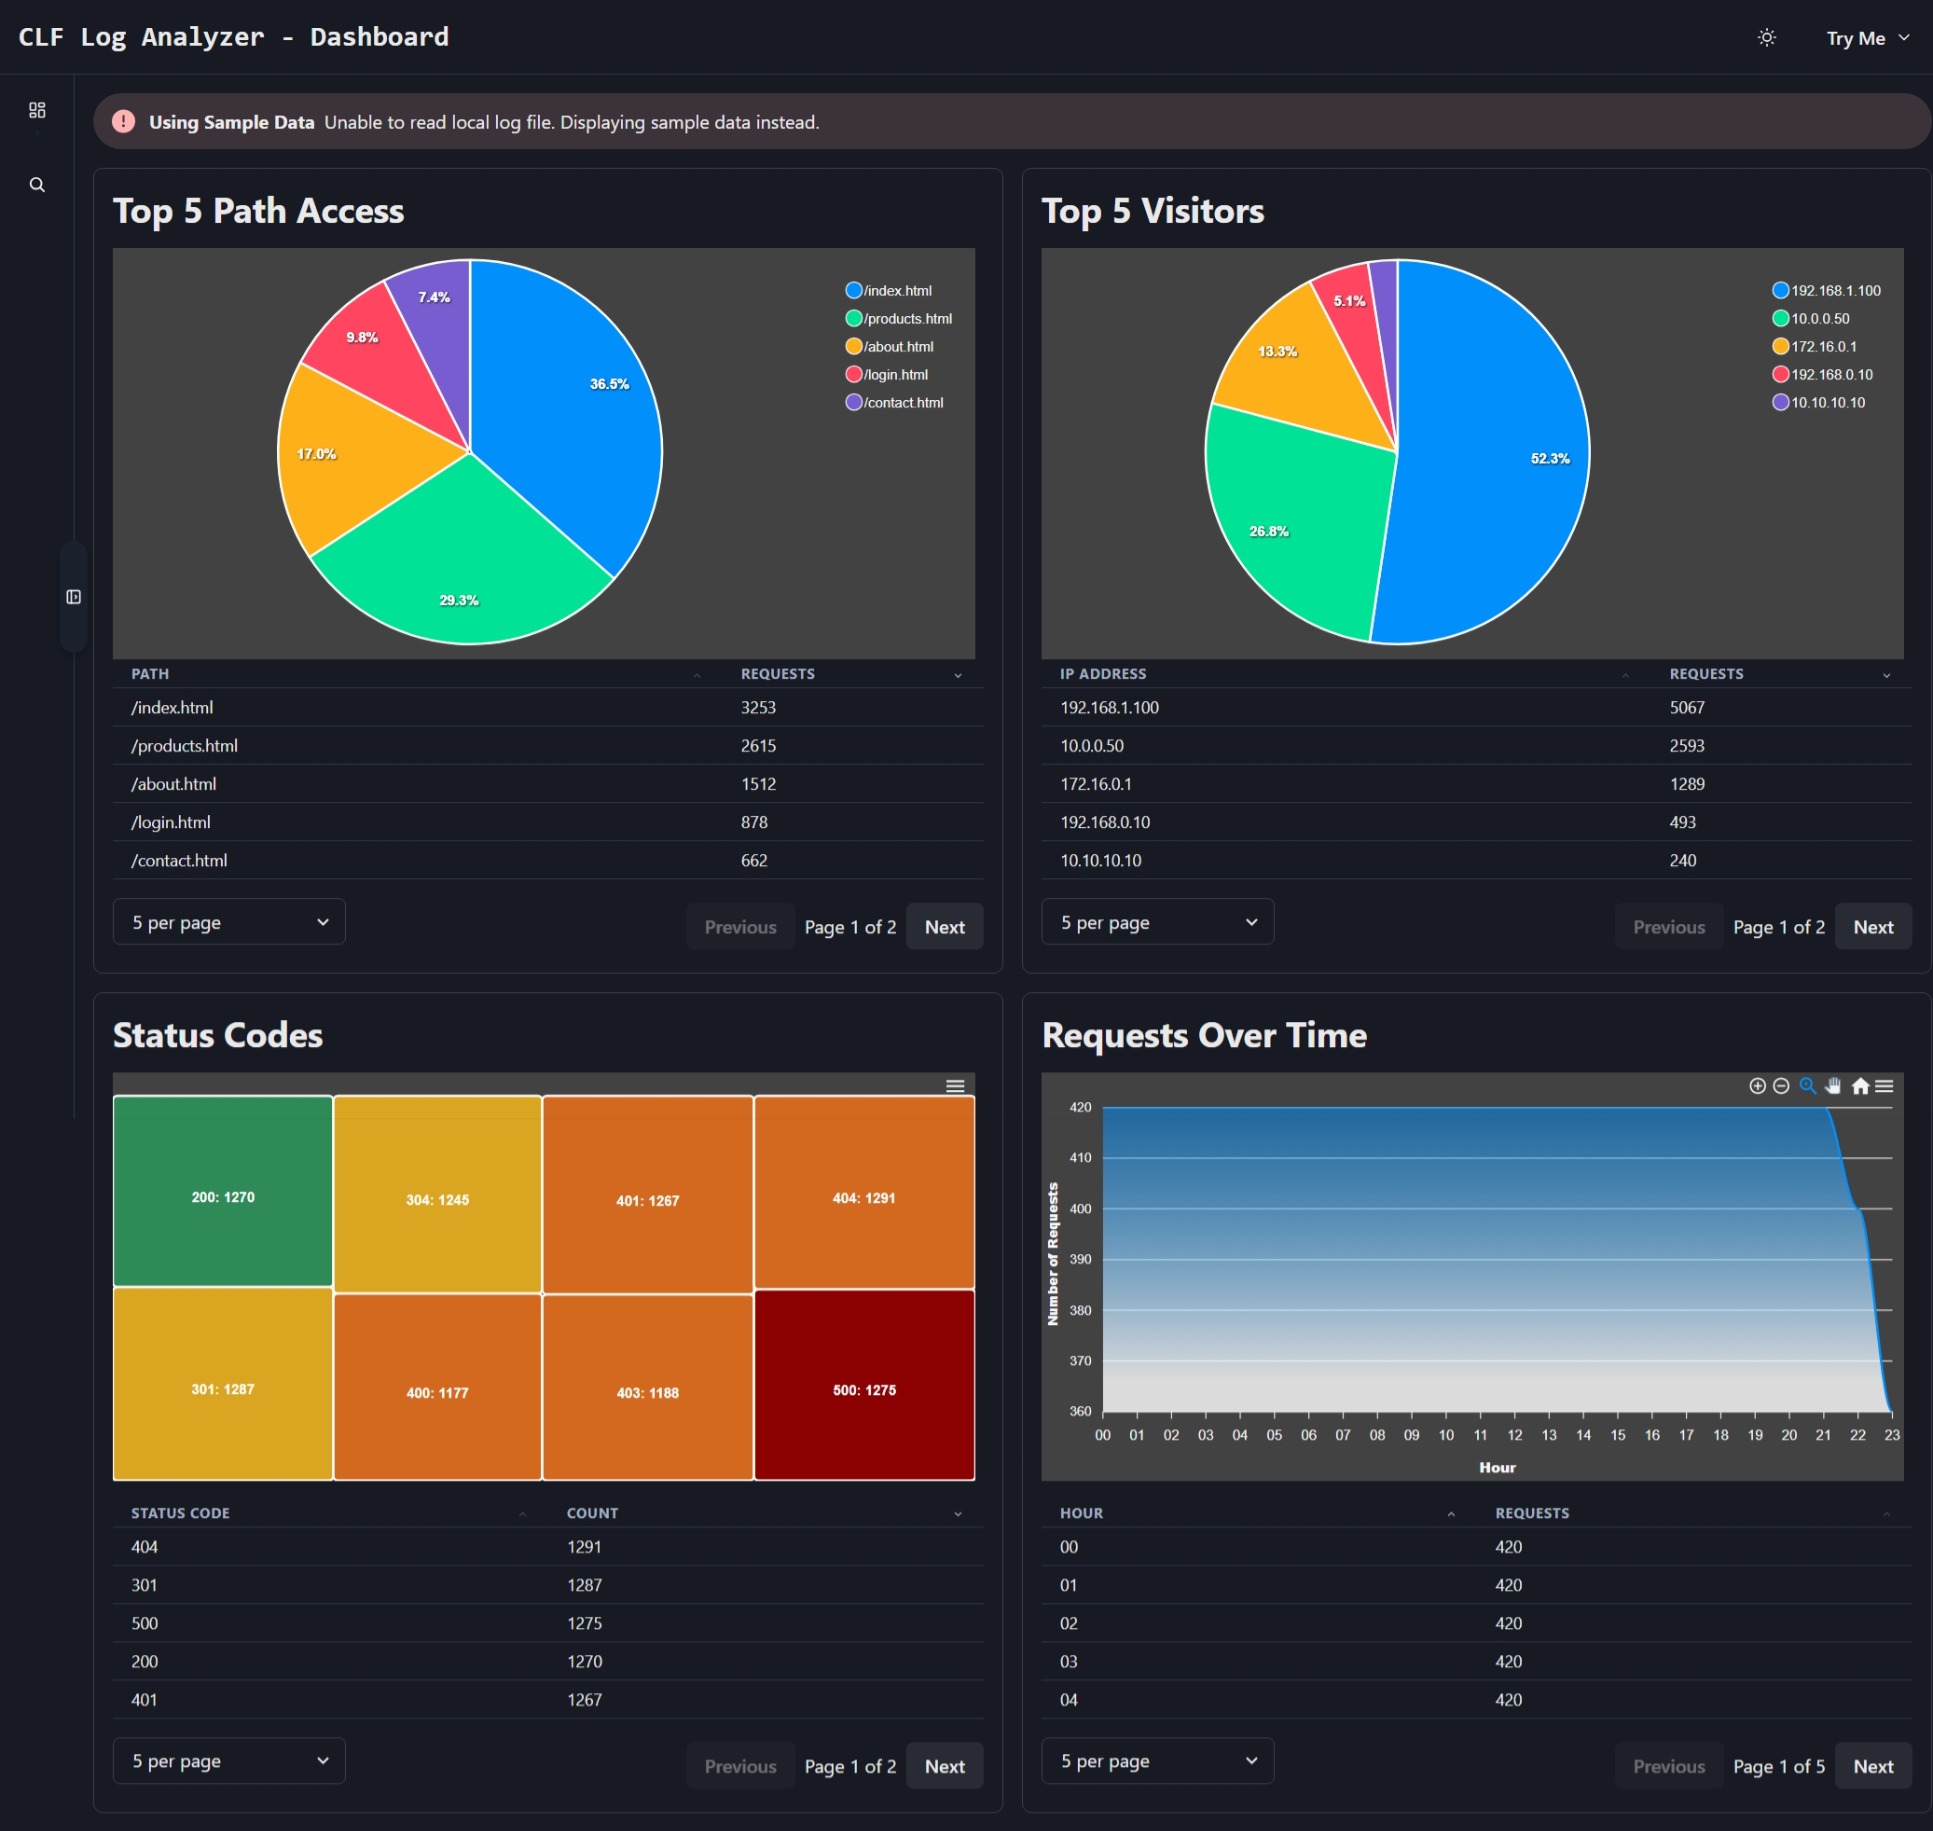 CLF Log Analyzer - Dashboard
Try Me
Using Sample Data Unable to read local log file. Displaying sample data instead.
Top 5 Path Access
7.4%
9.8%
36.5%
17.0%
29.3%
/index.html
/products.html
/about.html
/login.html
/contact.html
PATH REQUESTS
/index.html 3253
/products.html 2615
/about.html 1512
/login.html 878
/contact.html 662
5 per page Previous Page 1 of 2 Next
Top 5 Visitors
5.1%
13.3%
52.3%
26.8%
192.168.1.100
10.0.0.50
172.16.0.1
192.168.0.10
10.10.10.10
IP ADDRESS REQUESTS
192.168.1.100 5067
10.0.0.50 2593
172.16.0.1 1289
192.168.0.10 493
10.10.10.10 240
5 per page Previous Page 1 of 2 Next
Status Codes
200: 1270 304: 1245 401: 1267 404: 1291
301: 1287 400: 1177 403: 1188 500: 1275
STATUS CODE COUNT
404 1291
301 1287
500 1275
200 1270
401 1267
5 per page Previous Page 1 of 2 Next
Requests Over Time
Number of Requests
420
410
400
390
380
370
360
00 01 02 03 04 05 06 07 08 09 10 11 12 13 14 15 16 17 18 19 20 21 22 23
Hour
HOUR REQUESTS
00 420
01 420
02 420
03 420
04 420
5 per page Previous Page 1 of 5 Next